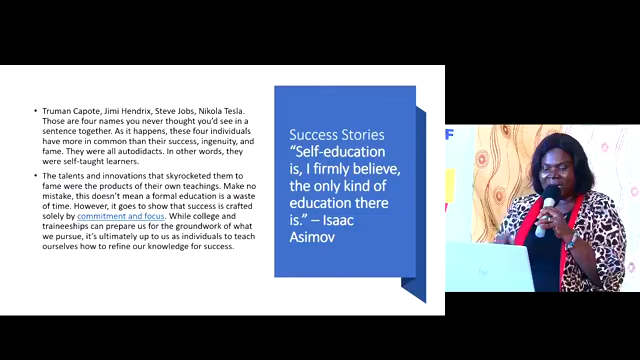 • Truman Capote, Jimi Hendrix, Steve Jobs, Nikola Tesla.
Those are four names you never thought you'd see in a
sentence together. As it happens, these four individuals
have more in common than their success, ingenuity, and
fame. They were all autodidacts. In other words, they
were self-taught learners.
• The talents and innovations that skyrocketed them to
fame were the products of their own teachings. Make no
mistake, this doesn't mean a formal education is a waste
of time. However, it goes to show that success is crafted
solely by commitment and focus. While college and
traineeships can prepare us for the groundwork of what
we pursue, it's ultimately up to us as individuals to teach
ourselves how to refine our knowledge for success.
Success Stories
“Self-education
is, I firmly believe,
the only kind of
education there
is.” – Isaac
Asimov
F
hp